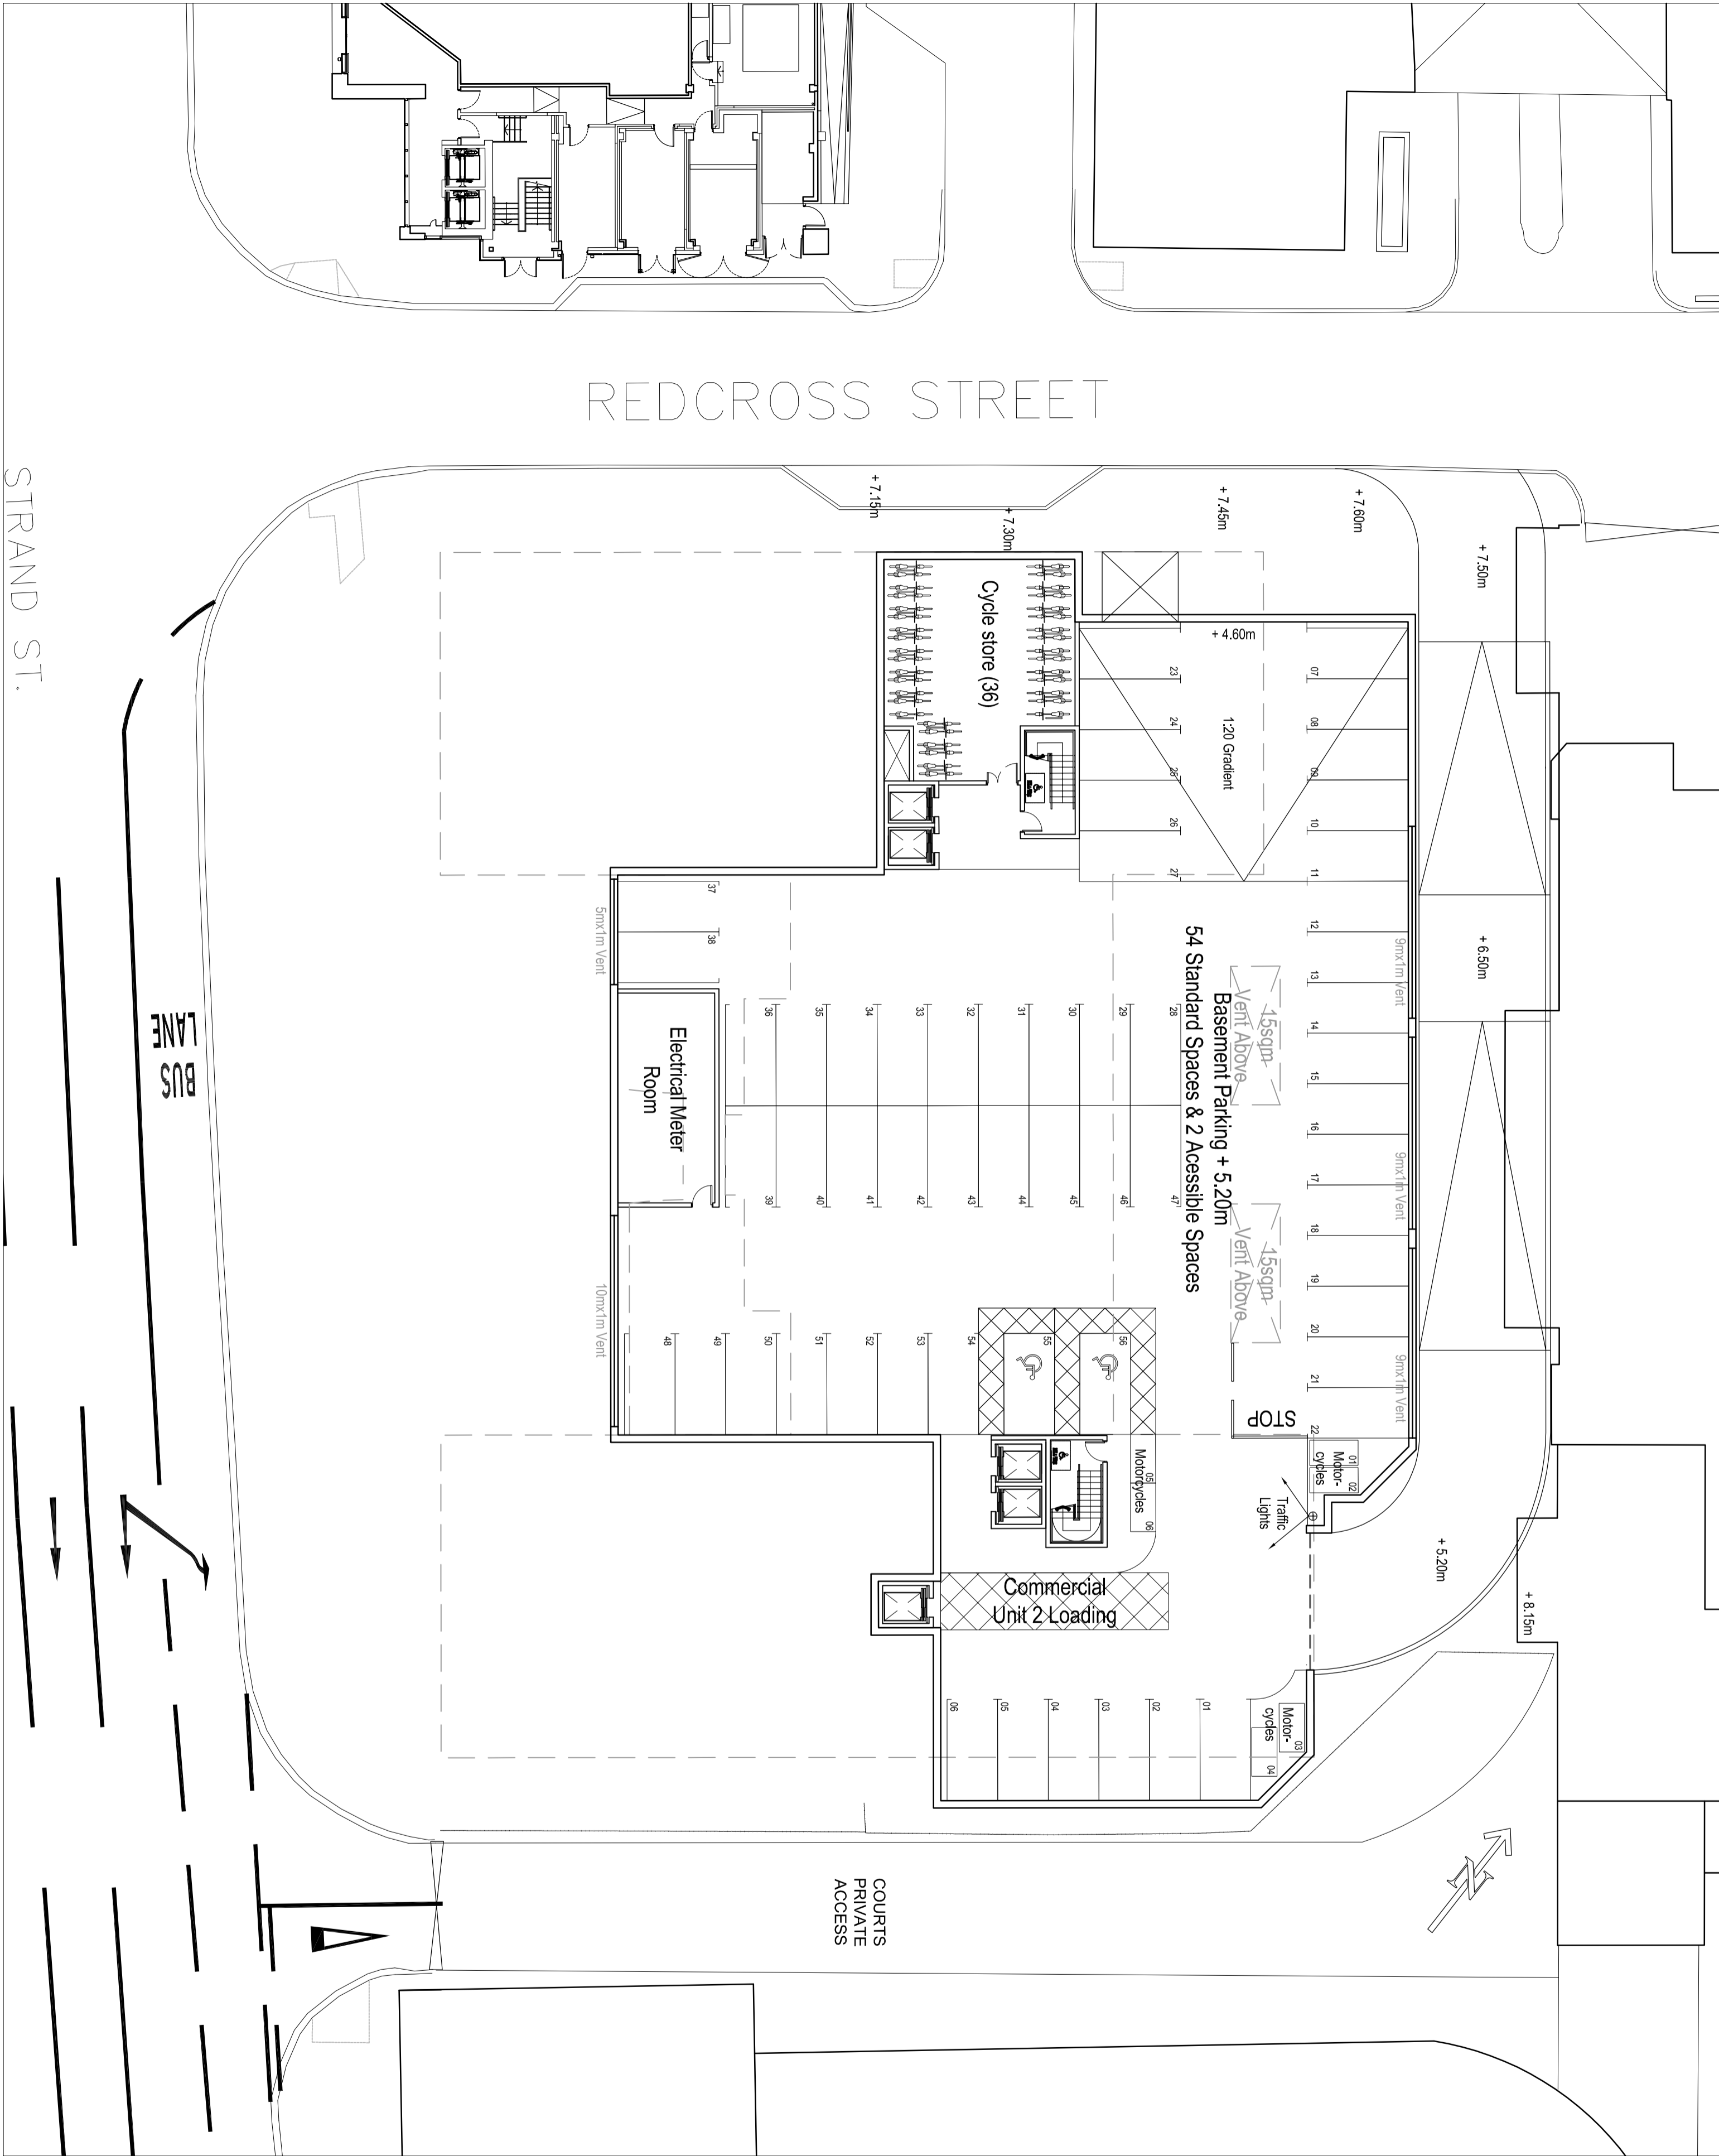 REDCROSS STREET
STRAND ST.
+ 7.15m
+ 7.30m
+ 7.45m
+ 7.60m
+ 7.50m
Cycle store (36)
+ 4.60m
1:20 Gradient
23
24
25
26
27
07
08
09
10
11
12
13
14
15
16
17
18
19
20
21
22
9mx1m Vent
9mx1m Vent
9mx1m Vent
+ 6.50m
54 Standard Spaces & 2 Acessible Spaces
Basement Parking + 5.20m
15sqm
Vent Above
15sqm
Vent Above
37
38
5mx1m Vent
Electrical Meter
Room
BUS
LANE
36
35
34
33
32
31
30
29
28
39
40
41
42
43
44
45
46
47
10mx1m Vent
48
49
50
51
52
53
54
55
56
STOP
Motorcycles
05
06
Motor-
cycles
01
02
Traffic
Lights
+ 5.20m
+ 8.15m
Commercial
Unit 2 Loading
06
05
04
03
02
01
Motor-
cycles
03
04
COURTS
PRIVATE
ACCESS
N